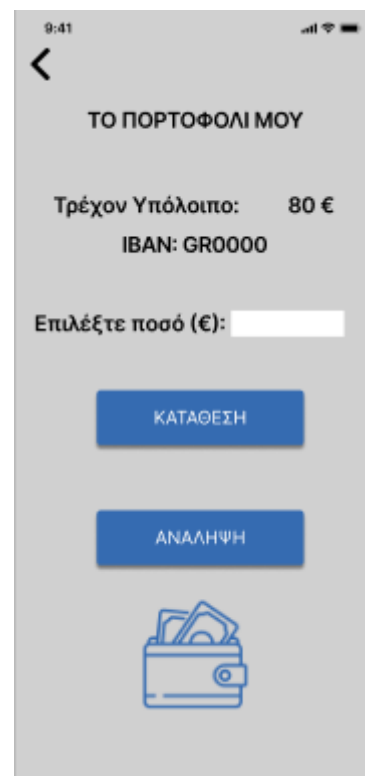 9:41
ΤΟ ΠΟΡΤΟΦΟΛΙ ΜΟΥ
Τρέχον Υπόλοιπο: 80 €
IBAN: GR0000
Επιλέξτε ποσό (€):
ΚΑΤΑΘΕΣΗ
ΑΝΑΛΗΨΗ